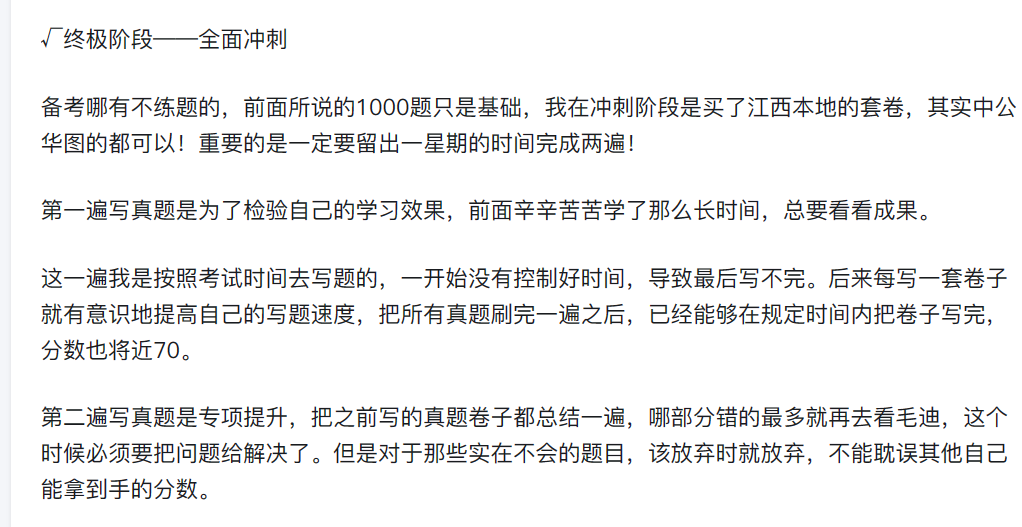 √终极阶段——全面冲刺
备考哪有不练题的，前面所说的1000题只是基础，我在冲刺阶段是买了江西本地的套卷，其实中公
华图的都可以！重要的是一定要留出一星期的时间完成两遍！
第一遍写真题是为了检验自己的学习效果，前面辛辛苦苦学了那么长时间，总要看看成果。
这一遍我是按照考试时间去写题的，一开始没有控制好时间，导致最后写不完。后来每写一套卷子
就有意识地提高自己的写题速度，把所有真题刷完一遍之后，已经能够在规定时间内把卷子写完，
分数也将近70。
第二遍写真题是专项提升，把之前写的真题卷子都总结一遍，哪部分错的最多就再去看毛迪，这个
时候必须要把问题给解决了。但是对于那些实在不会的题目，该放弃时就放弃，不能耽误其他自己
能拿到手的分数。